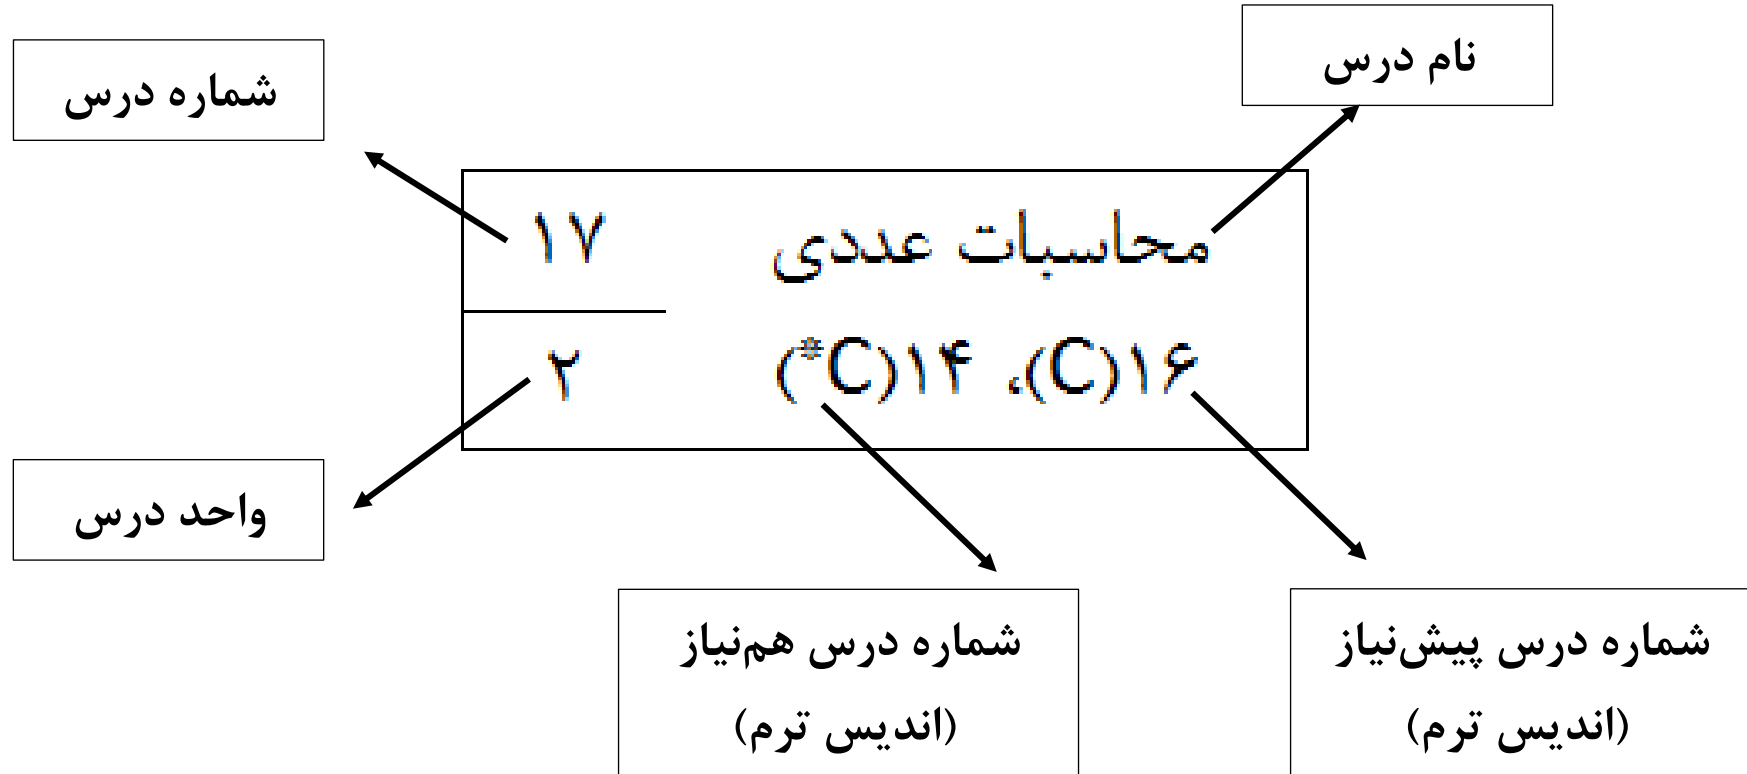 نام درس
شماره درس
محاسبات عددی
۱۷
۱۶(C)، ۱۴(C*)
۲
واحد درس
شماره درس پیش‌نیاز
(اندیس ترم)
شماره درس هم‌نیاز
(اندیس ترم)